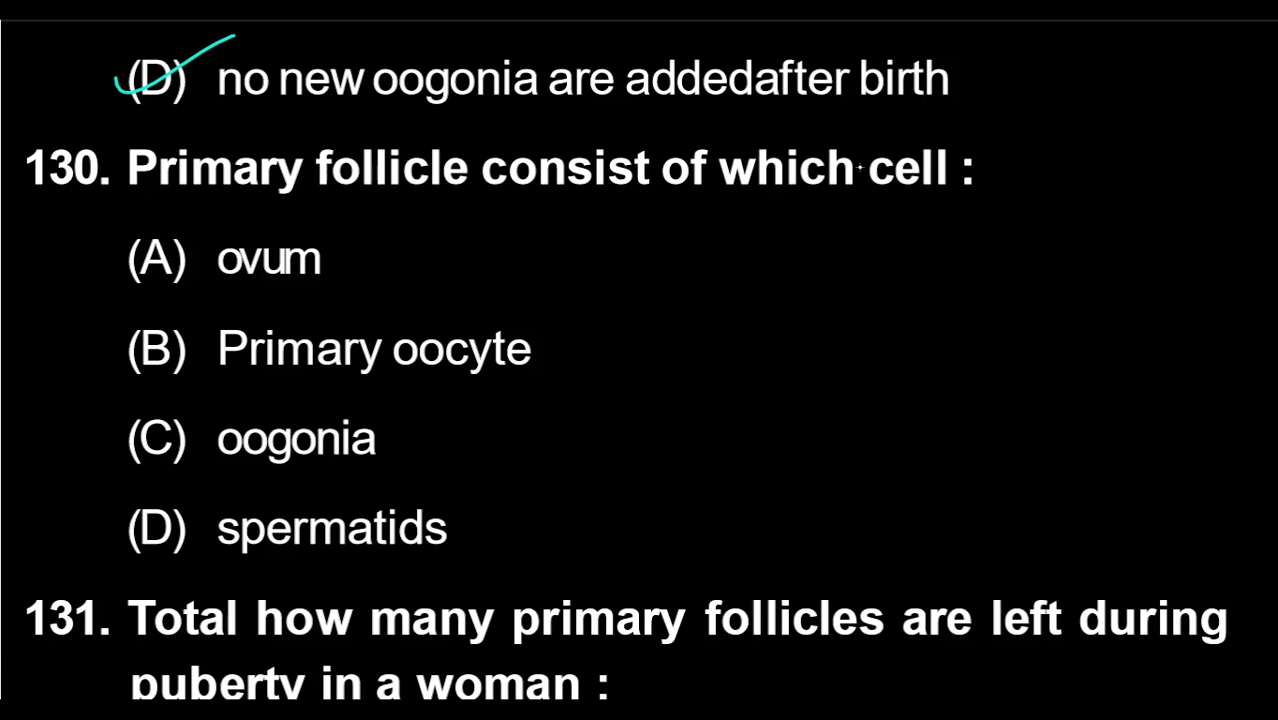 (D) no new oogonia are addedafter birth
130. Primary follicle consist of which cell :
(A) ovum
(B) Primary oocyte
(C) oogonia
(D) spermatids
131. Total how many primary follicles are left during
puberty in a woman :